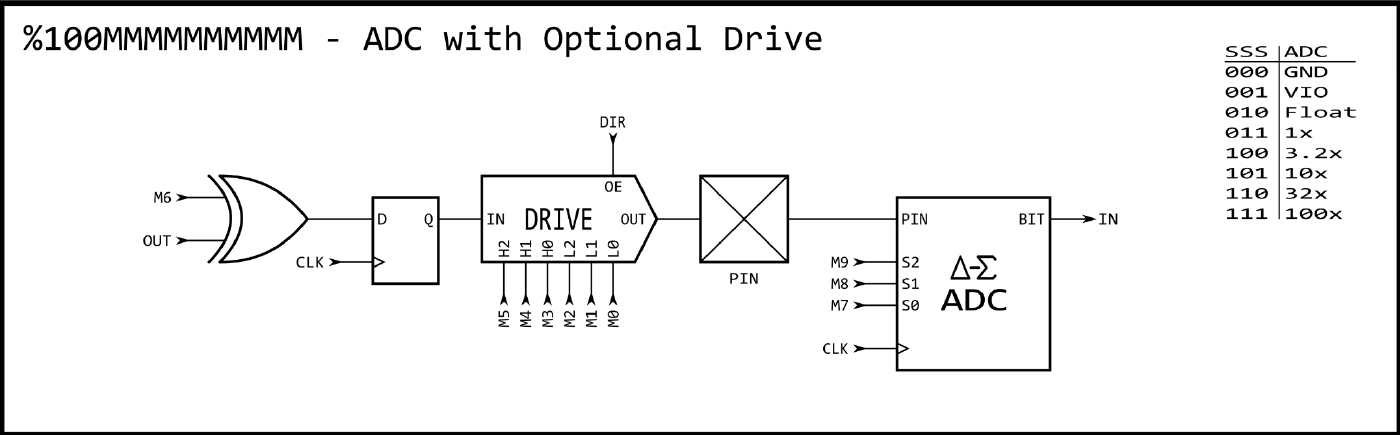 %100MMMMMMMMMM - ADC with Optional Drive
SSS ADC
000 GND
001 VIO
010 Float
011 1x
100 3.2x
101 10x
110 32x
111 100x
DIR
OE
M6
OUT
D Q
CLK
IN DRIVE OUT
H2 H1 H0 L2 L1 L0
M5 M4 M3 M2 M1 M0
PIN
PIN BIT IN
M9 S2
M8 S1
M7 S0
Δ-Σ
ADC
CLK